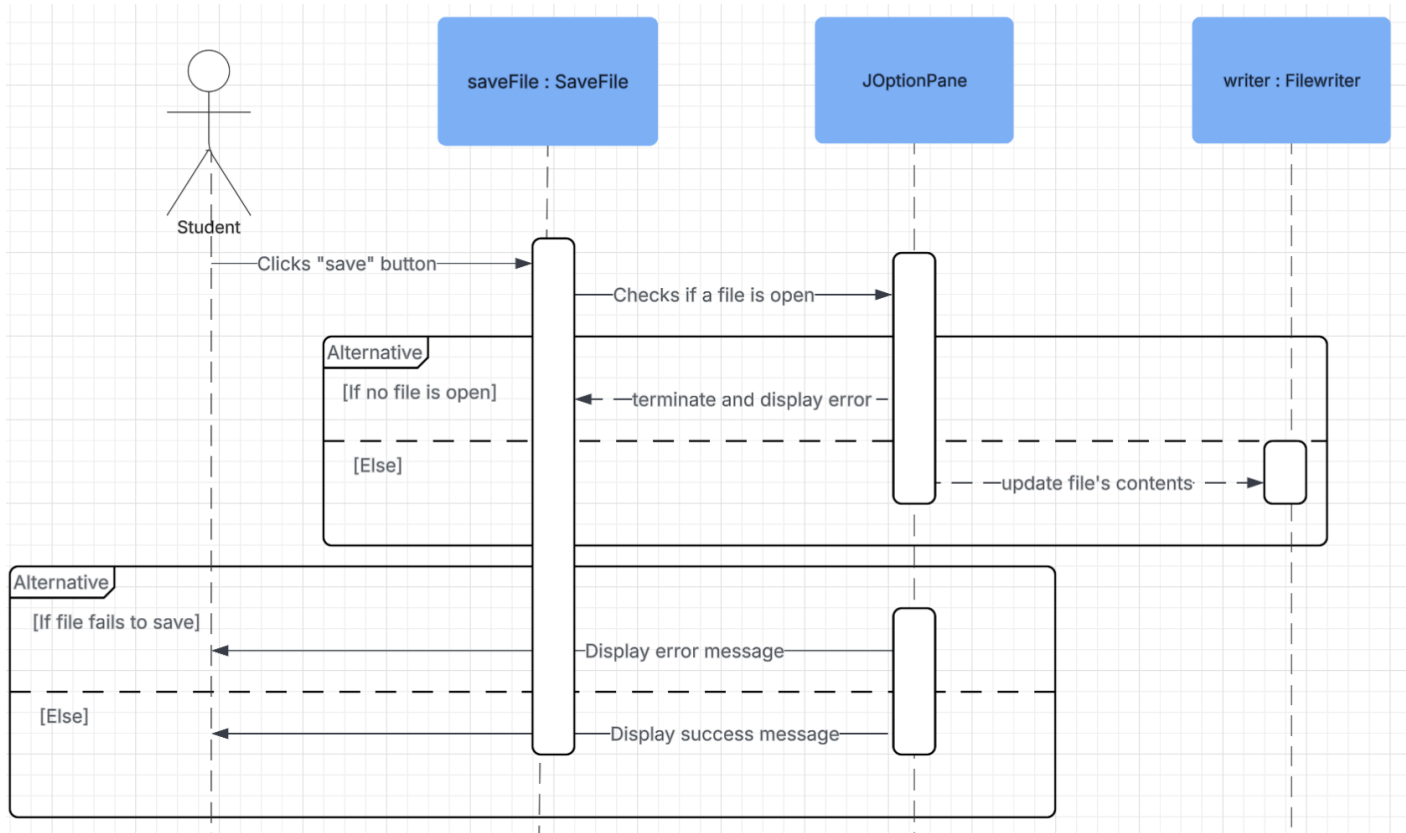 saveFile : SaveFile
JOptionPane
writer : Filewriter
Student
Clicks "save" button
Checks if a file is open
Alternative
[If no file is open]
terminate and display error
[Else]
update file's contents
Alternative
[If file fails to save]
Display error message
[Else]
Display success message